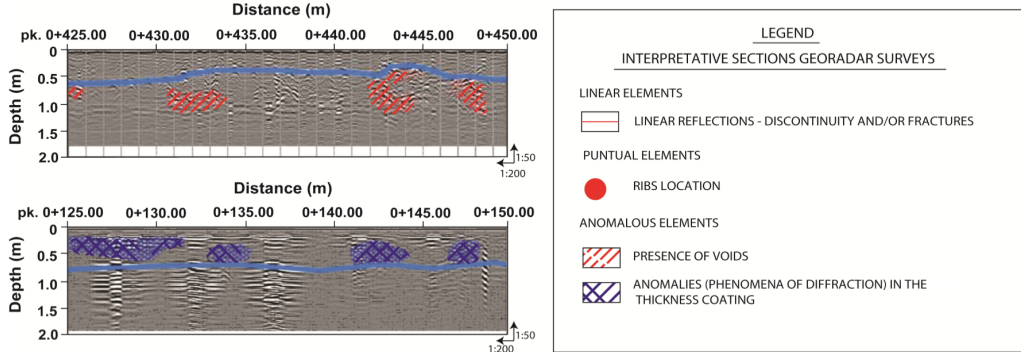 Distance (m)
pk. 0+425.00 0+430.00 0+435.00 0+440.00 0+445.00 0+450.00
0
0.5
1.0
1.5
2.0
Depth (m)
1:50
1:200
Distance (m)
pk. 0+125.00 0+130.00 0+135.00 0+140.00 0+145.00 0+150.00
0
0.5
1.0
1.5
2.0
Depth (m)
1:50
1:200
LEGEND
INTERPRETATIVE SECTIONS GEORADAR SURVEYS
LINEAR ELEMENTS
LINEAR REFLECTIONS - DISCONTINUITY AND/OR FRACTURES
PUNTUAL ELEMENTS
RIBS LOCATION
ANOMALOUS ELEMENTS
PRESENCE OF VOIDS
ANOMALIES (PHENOMENA OF DIFFRACTION) IN THE
THICKNESS COATING